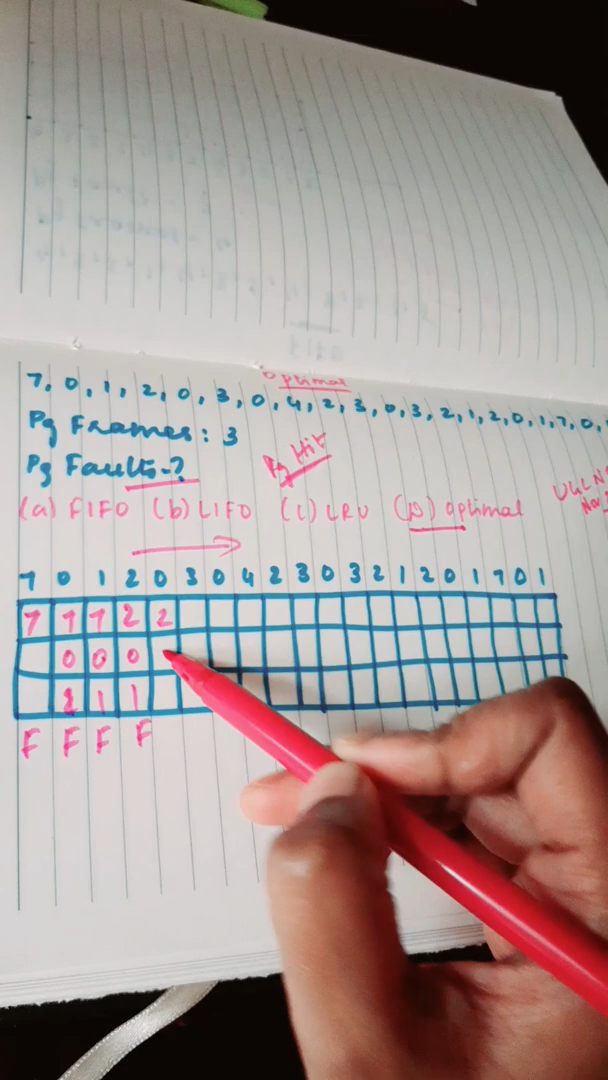 Optimal
7, 0, 1, 2, 0, 3, 0, 4, 2, 3, 0, 3, 2, 1, 2, 0, 1, 7, 0,
Pg Frames : 3
Pg Hit
Pg Faults - ?
(a) FIFO (b) LIFO (C) LRU (D) optimal
7 0 1 2 0 3 0 4 2 3 0 3 2 1 2 0 1 7 0 1
7 7 7 2 2
0 0 0
1 1 1
F F F F